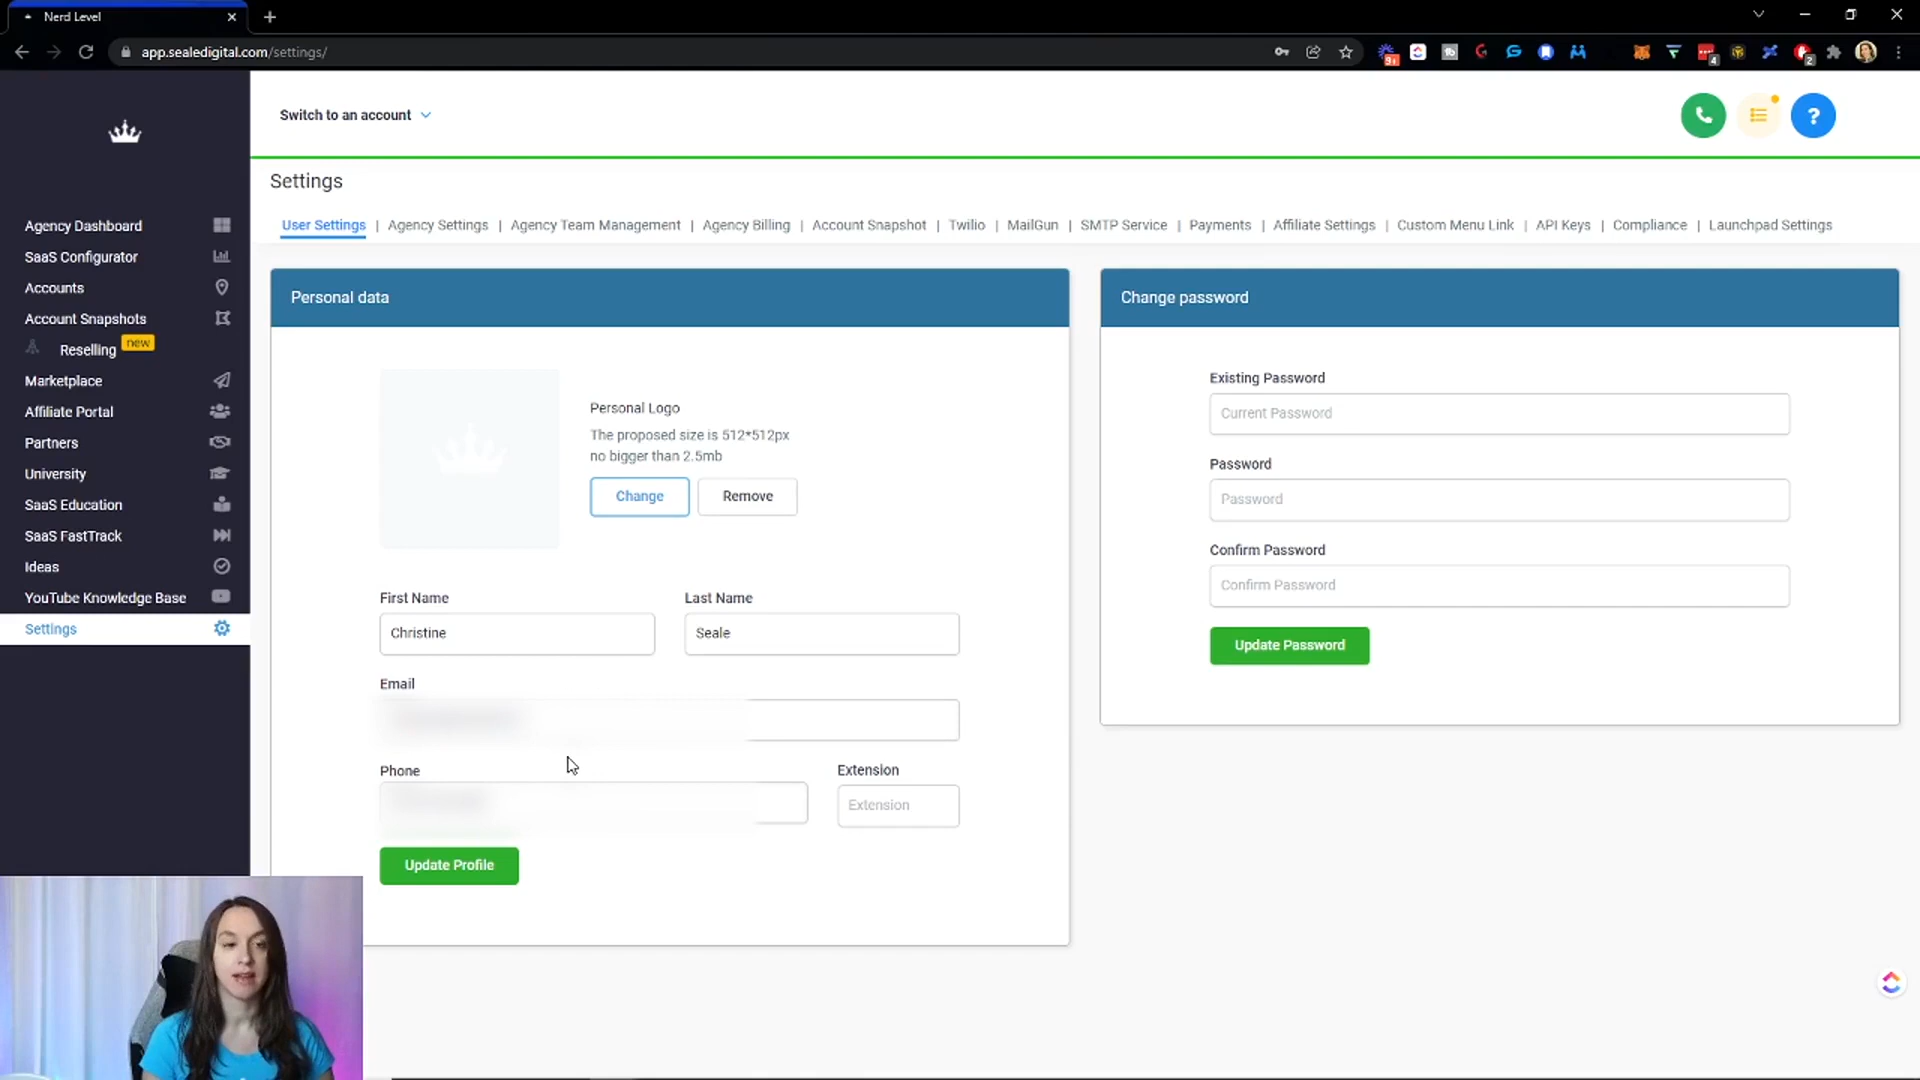 Nerd Level
app.sealedigital.com/settings/
9+
4
2
Switch to an account
?
Settings
User Settings | Agency Settings | Agency Team Management | Agency Billing | Account Snapshot | Twilio | MailGun | SMTP Service | Payments | Affiliate Settings | Custom Menu Link | API Keys | Compliance | Launchpad Settings
Agency Dashboard
SaaS Configurator
Accounts
Account Snapshots
Reselling new
Marketplace
Affiliate Portal
Partners
University
SaaS Education
SaaS FastTrack
Ideas
YouTube Knowledge Base
Settings
Personal data
Personal Logo
The proposed size is 512*512px
no bigger than 2.5mb
Change Remove
First Name Last Name
Christine Seale
Email
Phone Extension
Extension
Update Profile
Change password
Existing Password
Current Password
Password
Password
Confirm Password
Confirm Password
Update Password